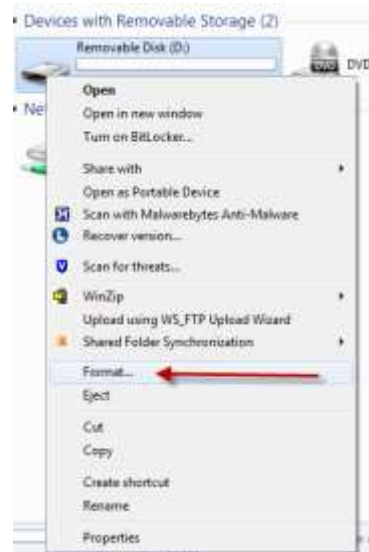 Devices with Removable Storage (2)
Removable Disk (D:)
DVD
DVD
Ne
Open
Open in new window
Turn on BitLocker...
Share with
Open as Portable Device
Scan with Malwarebytes Anti-Malware
Recover version...
Scan for threats...
WinZip
Upload using WS_FTP Upload Wizard
Shared Folder Synchronization
Format...
Eject
Cut
Copy
Create shortcut
Rename
Properties